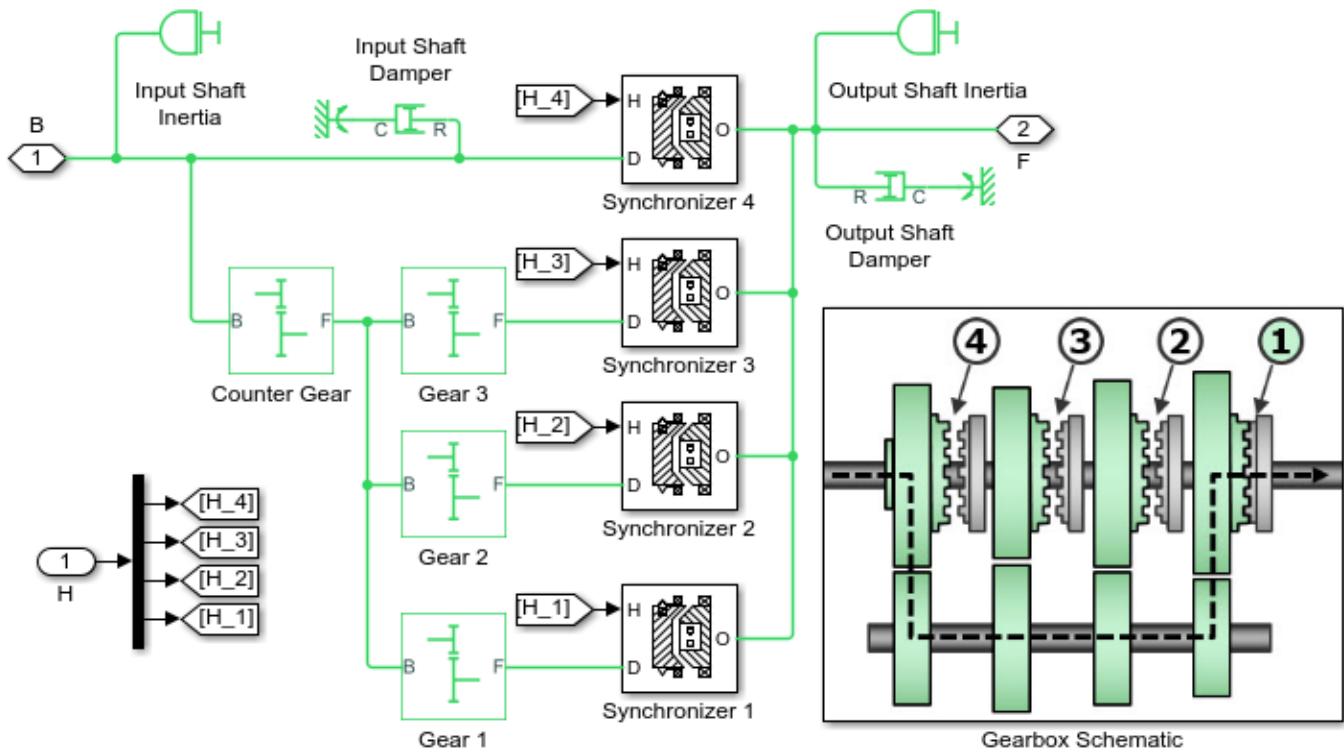 Input Shaft
Inertia
Input Shaft
Damper
Output Shaft Inertia
B
1
C
R
[H_4]
H
D
O
Synchronizer 4
2
F
R
C
Output Shaft
Damper
B
F
Counter Gear
B
F
Gear 3
[H_3]
H
D
O
Synchronizer 3
B
F
Gear 2
[H_2]
H
D
O
Synchronizer 2
B
F
Gear 1
[H_1]
H
D
O
Synchronizer 1
1
H
[H_4]
[H_3]
[H_2]
[H_1]
4
3
2
1
Gearbox Schematic